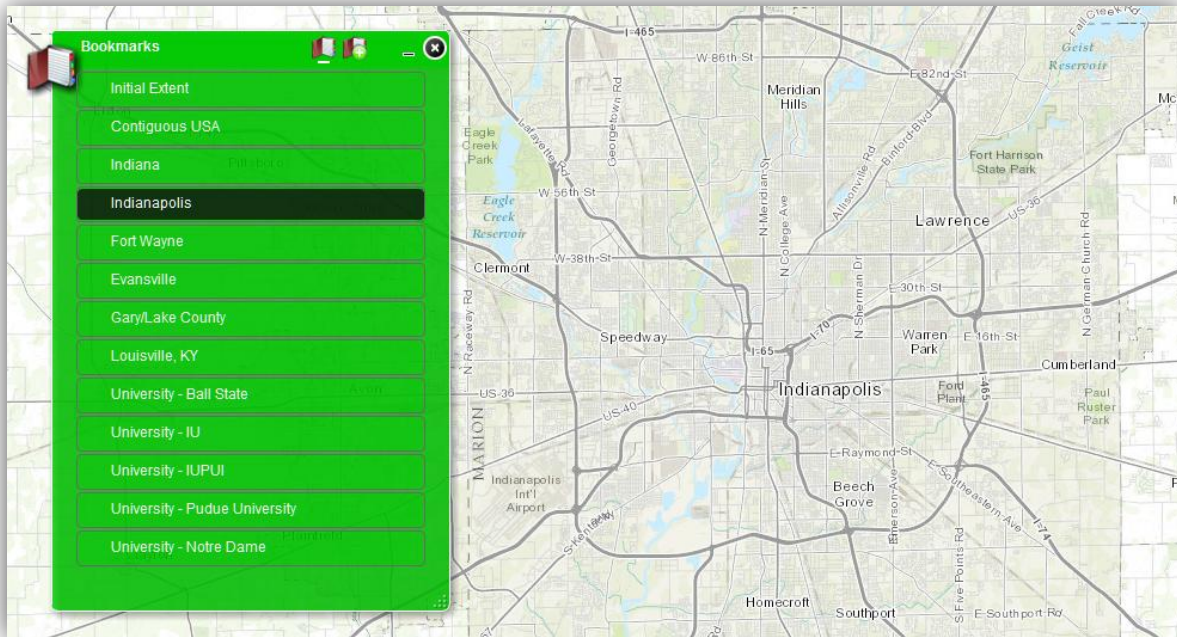 Bookmarks
Initial Extent
Contiguous USA
Indiana
Indianapolis
Fort Wayne
Evansville
Gary/Lake County
Louisville, KY
University - Ball State
University - IU
University - IUPUI
University - Pudue University
University - Notre Dame
I-465
Fall Creek Rd
Geist
Reservoir
W 86th St
E 82nd St
Meridian
Hills
Lafayette Rd
Georgetown Rd
Binford Blvd
Eagle
Creek
Park
Fort Harrison
State Park
N Meridian St
N College Ave
Allisonville Rd
W 56th St
US-36
Eagle
Creek
Reservoir
Lawrence
N German Church Rd
W 38th St
Clermont
N Sherman Dr
E 30th St
N Raceway Rd
Speedway
I-70
Warren
Park
E 16th St
I-65
Cumberland
US-36
Indianapolis
Ford
Plant
I-465
Paul
Ruster
Park
US-40
MARION
E Raymond St
Indianapolis
Int'l
Airport
Beech
Grove
Emerson Ave
E Southeastern Ave
S Kentucky
I-74
S Five Points Rd
Homecroft
Southport
E Southport Rd
Plainfield